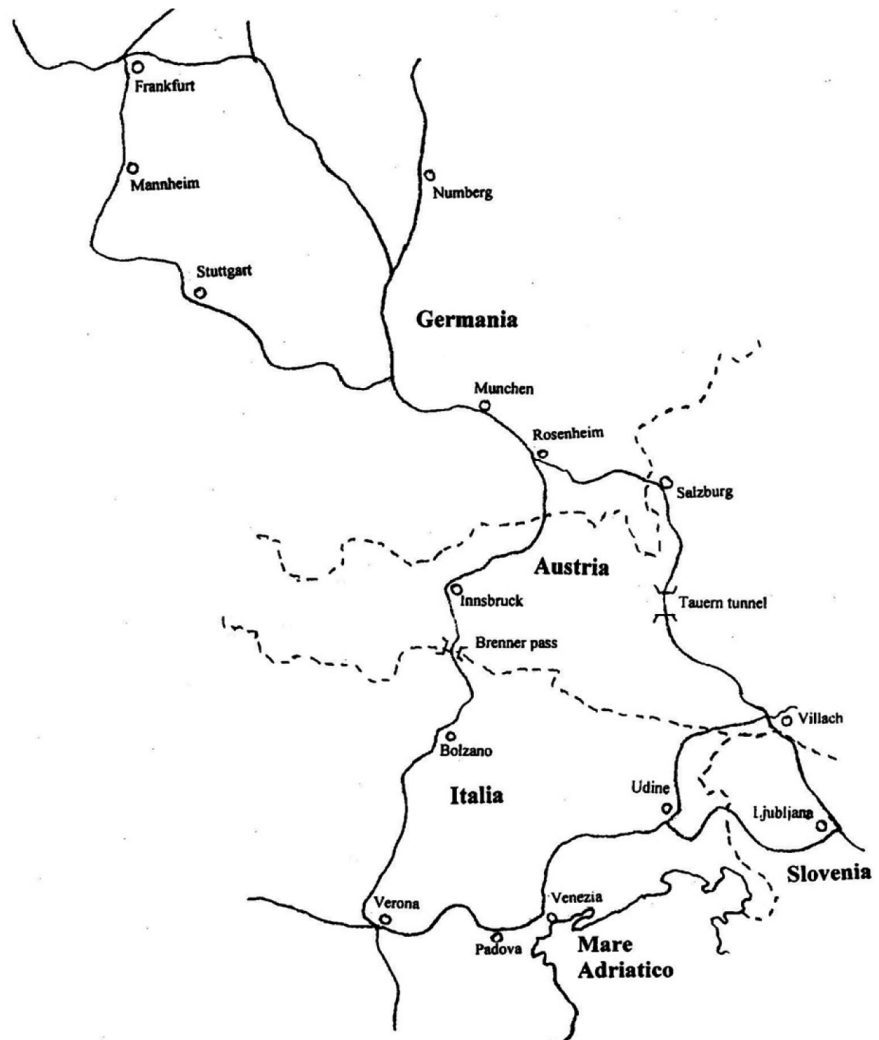 Frankfurt
Mannheim
Numberg
Stuttgart
Germania
Munchen
Rosenheim
Salzburg
Austria
Innsbruck
Tauern tunnel
Brenner pass
Villach
Bolzano
Italia
Udine
Ljubljana
Slovenia
Verona
Venezia
Padova
Mare
Adriatico